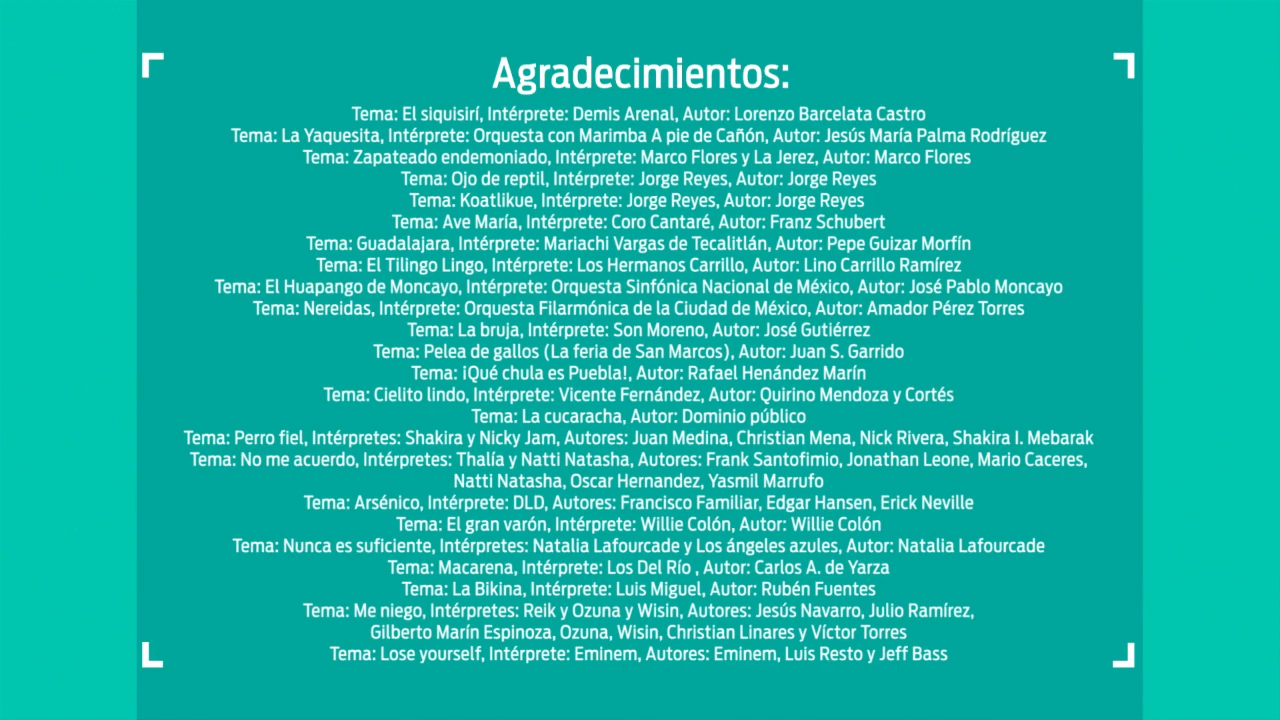 Agradecimientos:
Tema: El siquisirí, Intérprete: Demis Arenal, Autor: Lorenzo Barcelata Castro
Tema: La Yaquesita, Intérprete: Orquesta con Marimba A pie de Cañón, Autor: Jesús María Palma Rodríguez
Tema: Zapateado endemoniado, Intérprete: Marco Flores y La Jerez, Autor: Marco Flores
Tema: Ojo de reptil, Intérprete: Jorge Reyes, Autor: Jorge Reyes
Tema: Koatlikue, Intérprete: Jorge Reyes, Autor: Jorge Reyes
Tema: Ave María, Intérprete: Coro Cantaré, Autor: Franz Schubert
Tema: Guadalajara, Intérprete: Mariachi Vargas de Tecalitlán, Autor: Pepe Guizar Morfín
Tema: El Tilingo Lingo, Intérprete: Los Hermanos Carrillo, Autor: Lino Carrillo Ramírez
Tema: El Huapango de Moncayo, Intérprete: Orquesta Sinfónica Nacional de México, Autor: José Pablo Moncayo
Tema: Nereidas, Intérprete: Orquesta Filarmónica de la Ciudad de México, Autor: Amador Pérez Torres
Tema: La bruja, Intérprete: Son Moreno, Autor: José Gutiérrez
Tema: Pelea de gallos (La feria de San Marcos), Autor: Juan S. Garrido
Tema: ¡Qué chula es Puebla!, Autor: Rafael Henández Marín
Tema: Cielito lindo, Intérprete: Vicente Fernández, Autor: Quirino Mendoza y Cortés
Tema: La cucaracha, Autor: Dominio público
Tema: Perro fiel, Intérpretes: Shakira y Nicky Jam, Autores: Juan Medina, Christian Mena, Nick Rivera, Shakira I. Mebarak
Tema: No me acuerdo, Intérpretes: Thalía y Natti Natasha, Autores: Frank Santofimio, Jonathan Leone, Mario Caceres,
Natti Natasha, Oscar Hernandez, Yasmil Marrufo
Tema: Arsénico, Intérprete: DLD, Autores: Francisco Familiar, Edgar Hansen, Erick Neville
Tema: El gran varón, Intérprete: Willie Colón, Autor: Willie Colón
Tema: Nunca es suficiente, Intérpretes: Natalia Lafourcade y Los ángeles azules, Autor: Natalia Lafourcade
Tema: Macarena, Intérprete: Los Del Río , Autor: Carlos A. de Yarza
Tema: La Bikina, Intérprete: Luis Miguel, Autor: Rubén Fuentes
Tema: Me niego, Intérpretes: Reik y Ozuna y Wisin, Autores: Jesús Navarro, Julio Ramírez,
Gilberto Marín Espinoza, Ozuna, Wisin, Christian Linares y Víctor Torres
Tema: Lose yourself, Intérprete: Eminem, Autores: Eminem, Luis Resto y Jeff Bass